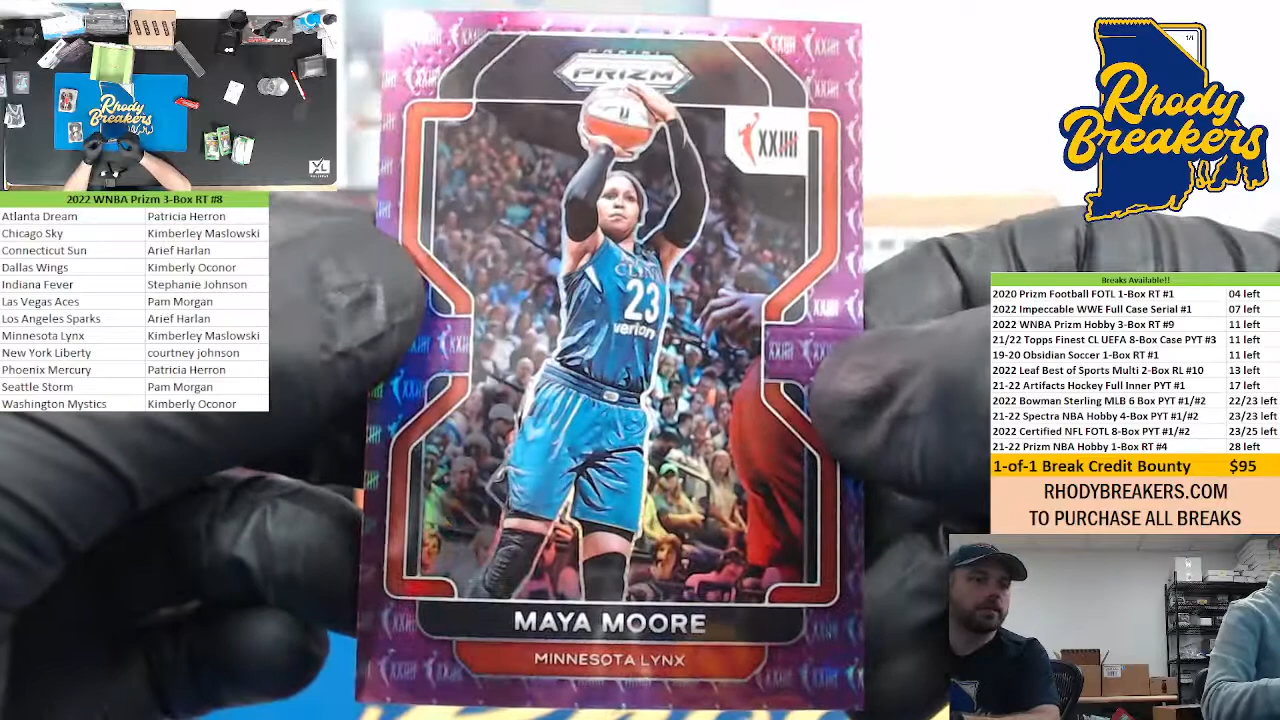 2022 WNBA Prizm 3-Box RT #8
Atlanta Dream Patricia Herron
Chicago Sky Kimberley Maslowski
Connecticut Sun Arief Harlan
Dallas Wings Kimberly Oconor
Indiana Fever Stephanie Johnson
Las Vegas Aces Pam Morgan
Los Angeles Sparks Arief Harlan
Minnesota Lynx Kimberley Maslowski
New York Liberty courtney johnson
Phoenix Mercury Patricia Herron
Seattle Storm Pam Morgan
Washington Mystics Kimberly Oconor
Rhody
Breakers
PANINI
PRIZM
XXIIII
23
verizon
MAYA MOORE
MINNESOTA LYNX
1/1
Rhody
Breakers
Breaks Available!!
2020 Prizm Football FOTL 1-Box RT #1 04 left
2022 Impeccable WWE Full Case Serial #1 07 left
2022 WNBA Prizm Hobby 3-Box RT #9 11 left
21/22 Topps Finest CL UEFA 8-Box Case PYT #3 11 left
19-20 Obsidian Soccer 1-Box RT #1 11 left
2022 Leaf Best of Sports Multi 2-Box RL #10 13 left
21-22 Artifacts Hockey Full Inner PYT #1 17 left
2022 Bowman Sterling MLB 6 Box PYT #1/#2 22/23 left
21-22 Spectra NBA Hobby 4-Box PYT #1/#2 23/23 left
2022 Certified NFL FOTL 8-Box PYT #1/#2 23/25 left
21-22 Prizm NBA Hobby 1-Box RT #4 28 left
1-of-1 Break Credit Bounty $95
RHODYBREAKERS.COM
TO PURCHASE ALL BREAKS